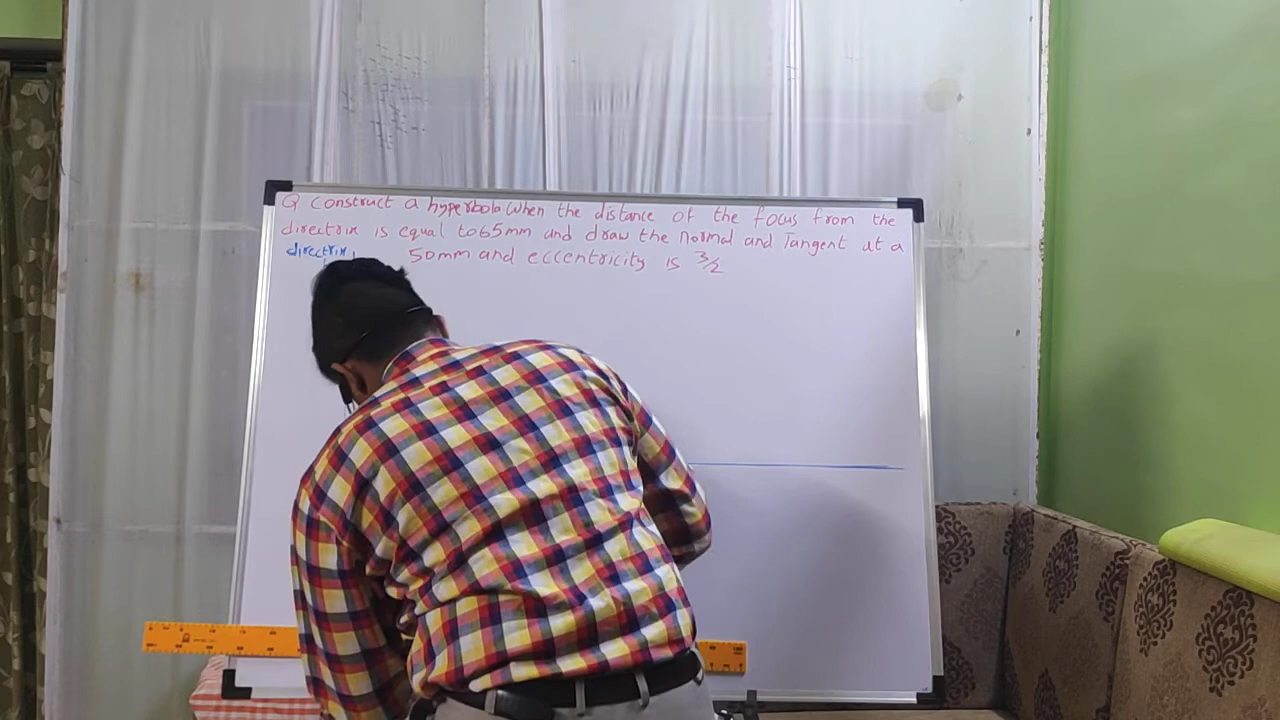 Q Construct a hyperbola When the distance of the focus from the
directrix is equal to 65mm and draw the Normal and Tangent at a
directrix 50mm and eccentricity is 3/2